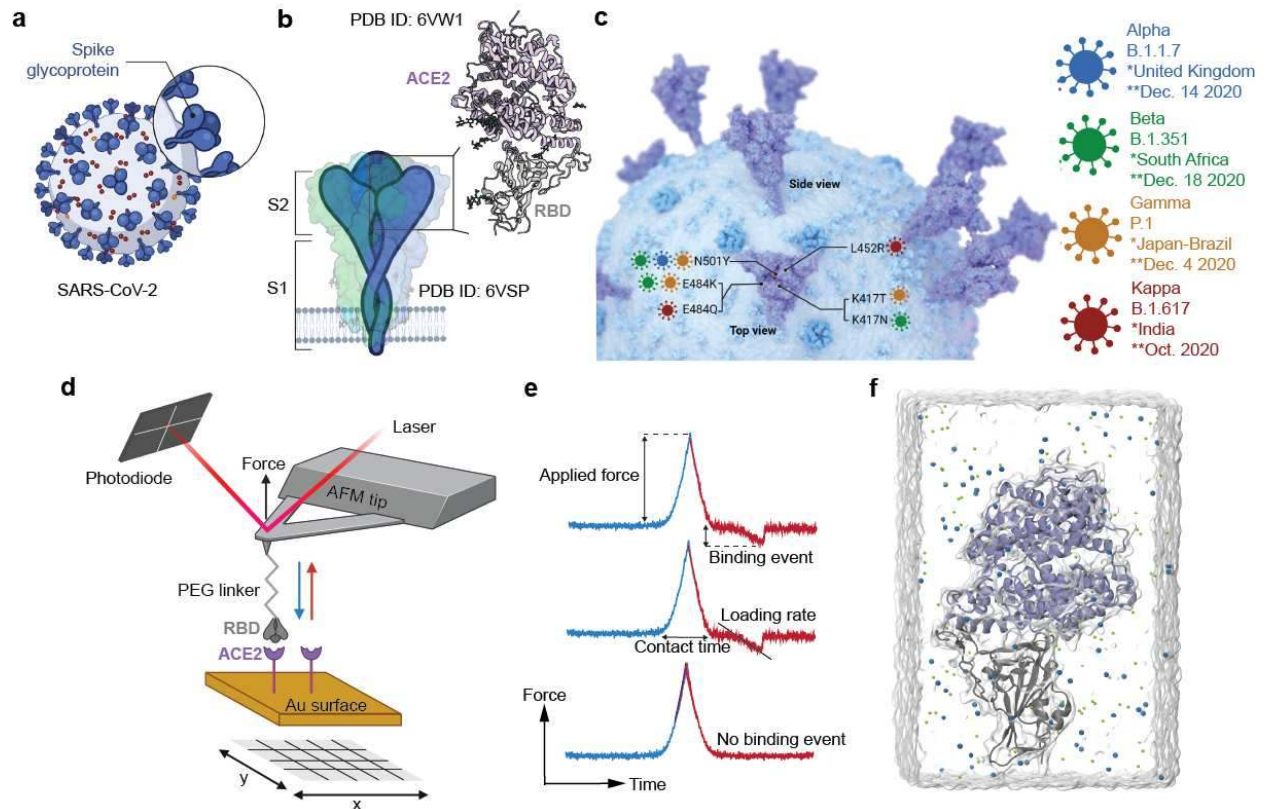 a
Spike
glycoprotein
SARS-CoV-2
b
PDB ID: 6VW1
ACE2
RBD
S2
S1
PDB ID: 6VSP
c
Side view
L452R
N501Y
E484K
E484Q
K417T
K417N
Top view
Alpha
B.1.1.7
*United Kingdom
**Dec. 14 2020
Beta
B.1.351
*South Africa
**Dec. 18 2020
Gamma
P.1
*Japan-Brazil
**Dec. 4 2020
Kappa
B.1.617
*India
**Oct. 2020
d
Photodiode
Force
Laser
AFM tip
PEG linker
RBD
ACE2
Au surface
y
x
e
Applied force
Binding event
Loading rate
Contact time
Force
No binding event
Time
f